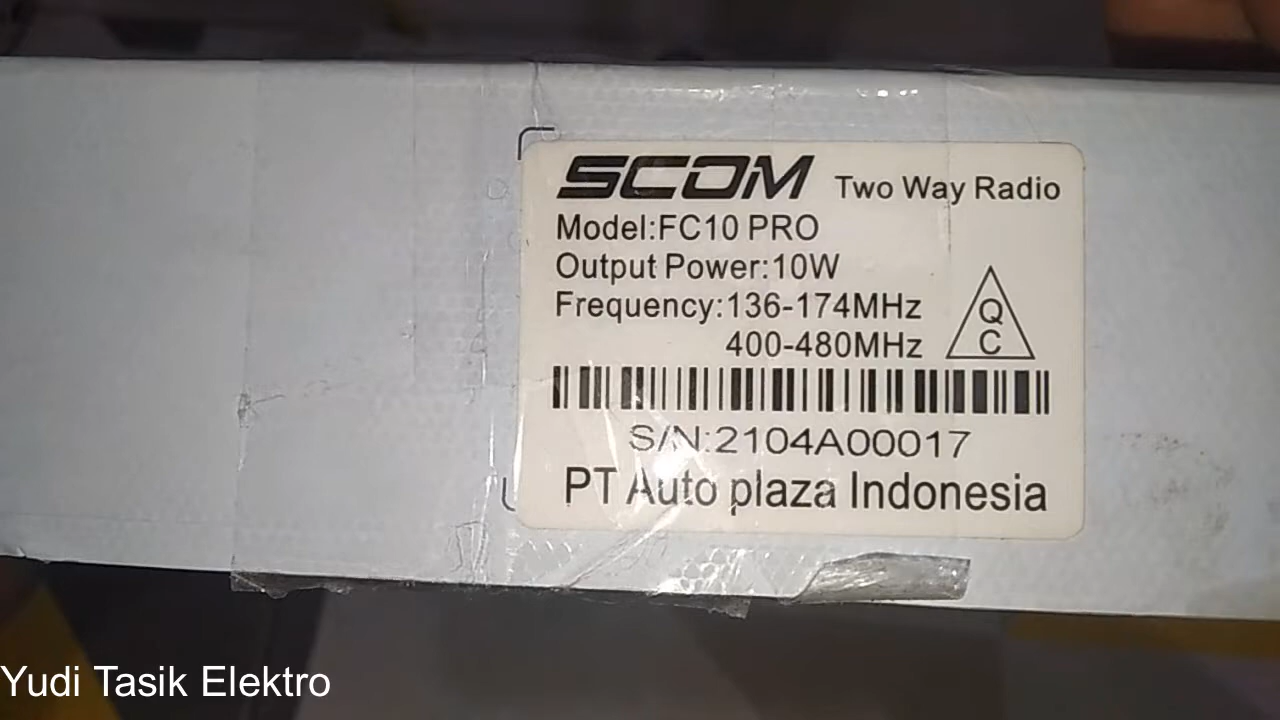 SCOM Two Way Radio
Model:FC10 PRO
Output Power:10W
Frequency:136-174MHz
400-480MHz
Q
C
S/N:2104A00017
PT Auto plaza Indonesia
Yudi Tasik Elektro